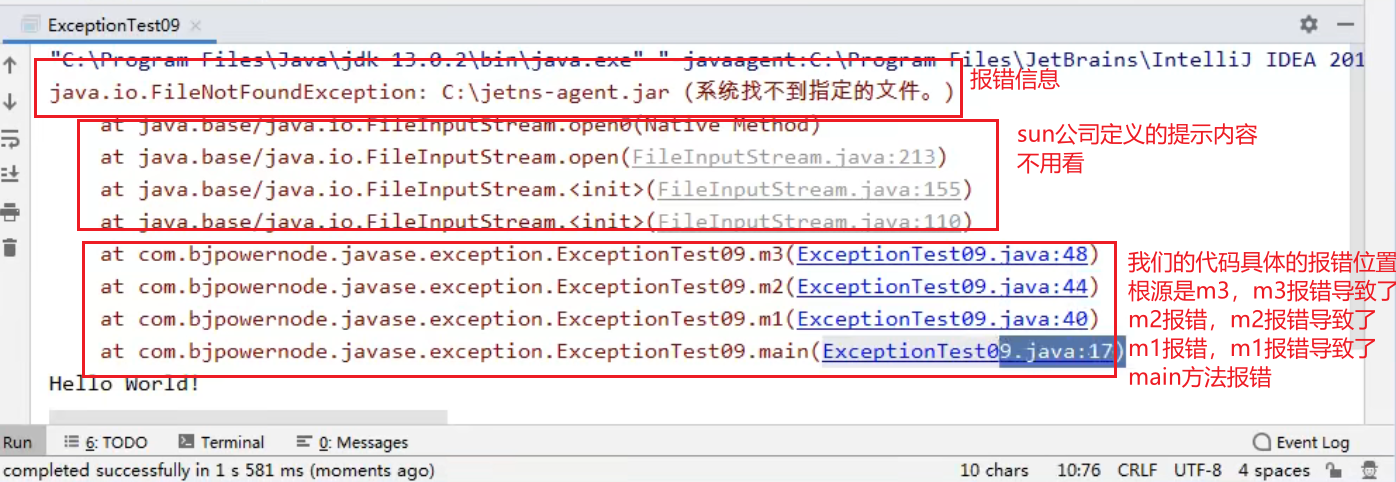 ExceptionTest09
"C:\Program Files\Java\jdk-13.0.2\bin\java.exe" "-javaagent:C:\Program Files\JetBrains\IntelliJ IDEA 201
java.io.FileNotFoundException: C:\jetns-agent.jar (系统找不到指定的文件。)
报错信息
at java.base/java.io.FileInputStream.open0(Native Method)
at java.base/java.io.FileInputStream.open(FileInputStream.java:213)
at java.base/java.io.FileInputStream.<init>(FileInputStream.java:155)
at java.base/java.io.FileInputStream.<init>(FileInputStream.java:110)
sun公司定义的提示内容
不用看
at com.bjpowernode.javase.exception.ExceptionTest09.m3(ExceptionTest09.java:48)
at com.bjpowernode.javase.exception.ExceptionTest09.m2(ExceptionTest09.java:44)
at com.bjpowernode.javase.exception.ExceptionTest09.m1(ExceptionTest09.java:40)
at com.bjpowernode.javase.exception.ExceptionTest09.main(ExceptionTest09.java:17)
我们的代码具体的报错位置
根源是m3，m3报错导致了
m2报错，m2报错导致了
m1报错，m1报错导致了
main方法报错
Hello World!
Run 6: TODO Terminal 0: Messages Event Log
completed successfully in 1 s 581 ms (moments ago) 10 chars 10:76 CRLF UTF-8 4 spaces